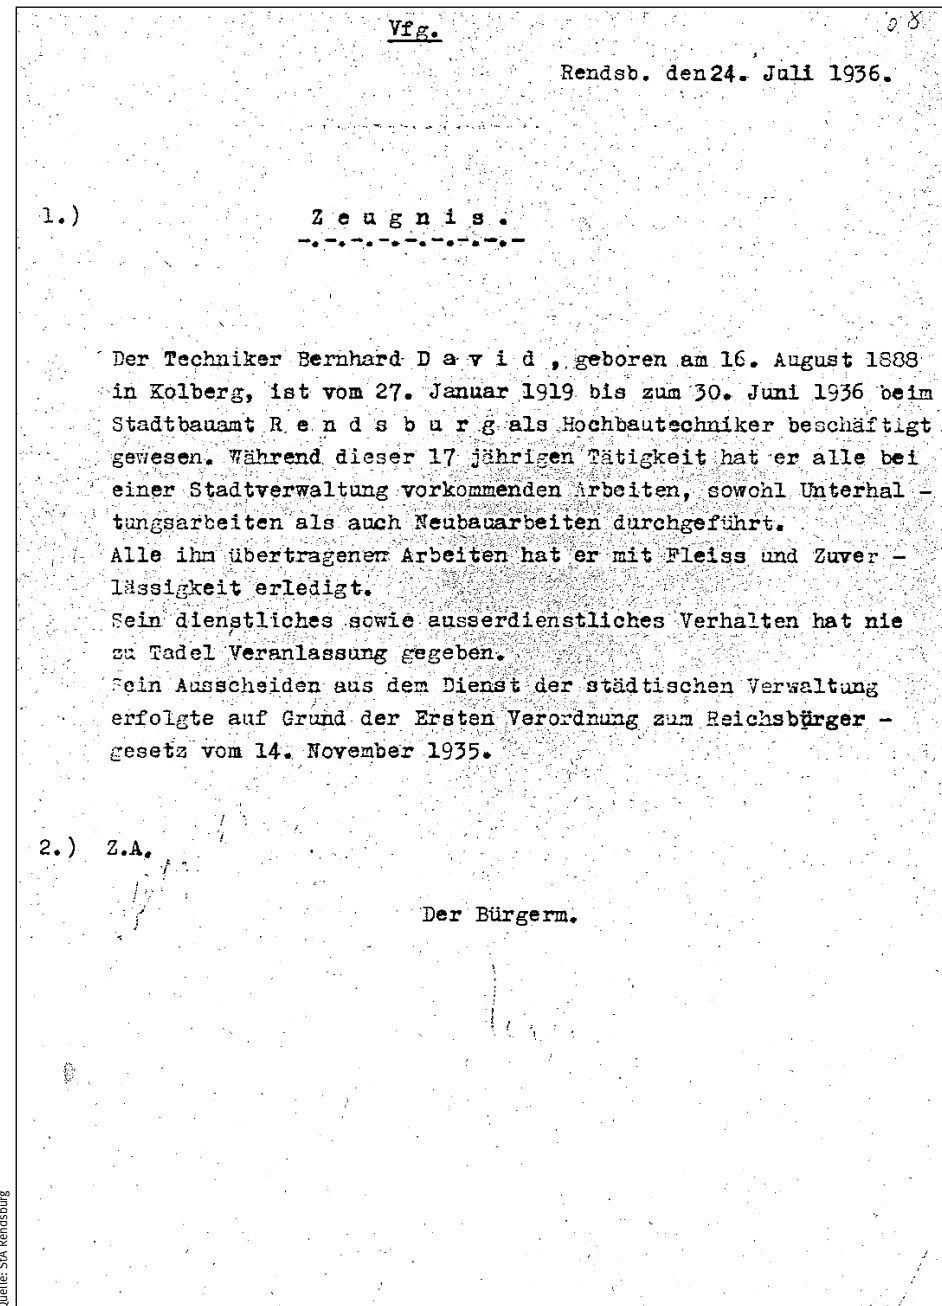 Vfg.
Rendsb. den 24. Juli 1936.
1.) Z e u g n i s .
-.-.-.-.-.-.-.-.-
Der Techniker Bernhard D a v i d , geboren am 16. August 1888
in Kolberg, ist vom 27. Januar 1919 bis zum 30. Juni 1936 beim
Stadtbauamt R e n d s b u r g als Hochbautechniker beschäftigt
gewesen. Während dieser 17 jährigen Tätigkeit hat er alle bei
einer Stadtverwaltung vorkommenden Arbeiten, sowohl Unterhal -
tungsarbeiten als auch Neubauarbeiten durchgeführt.
Alle ihm übertragenen Arbeiten hat er mit Fleiss und Zuver -
lässigkeit erledigt.
Sein dienstliches sowie ausserdienstliches Verhalten hat nie
zu Tadel Veranlassung gegeben.
Sein Ausscheiden aus dem Dienst der städtischen Verwaltung
erfolgte auf Grund der Ersten Verordnung zum Reichsbürger -
gesetz vom 14. November 1935.
2.) Z.A.
Der Bürgerm.
Quelle: StA Rendsburg